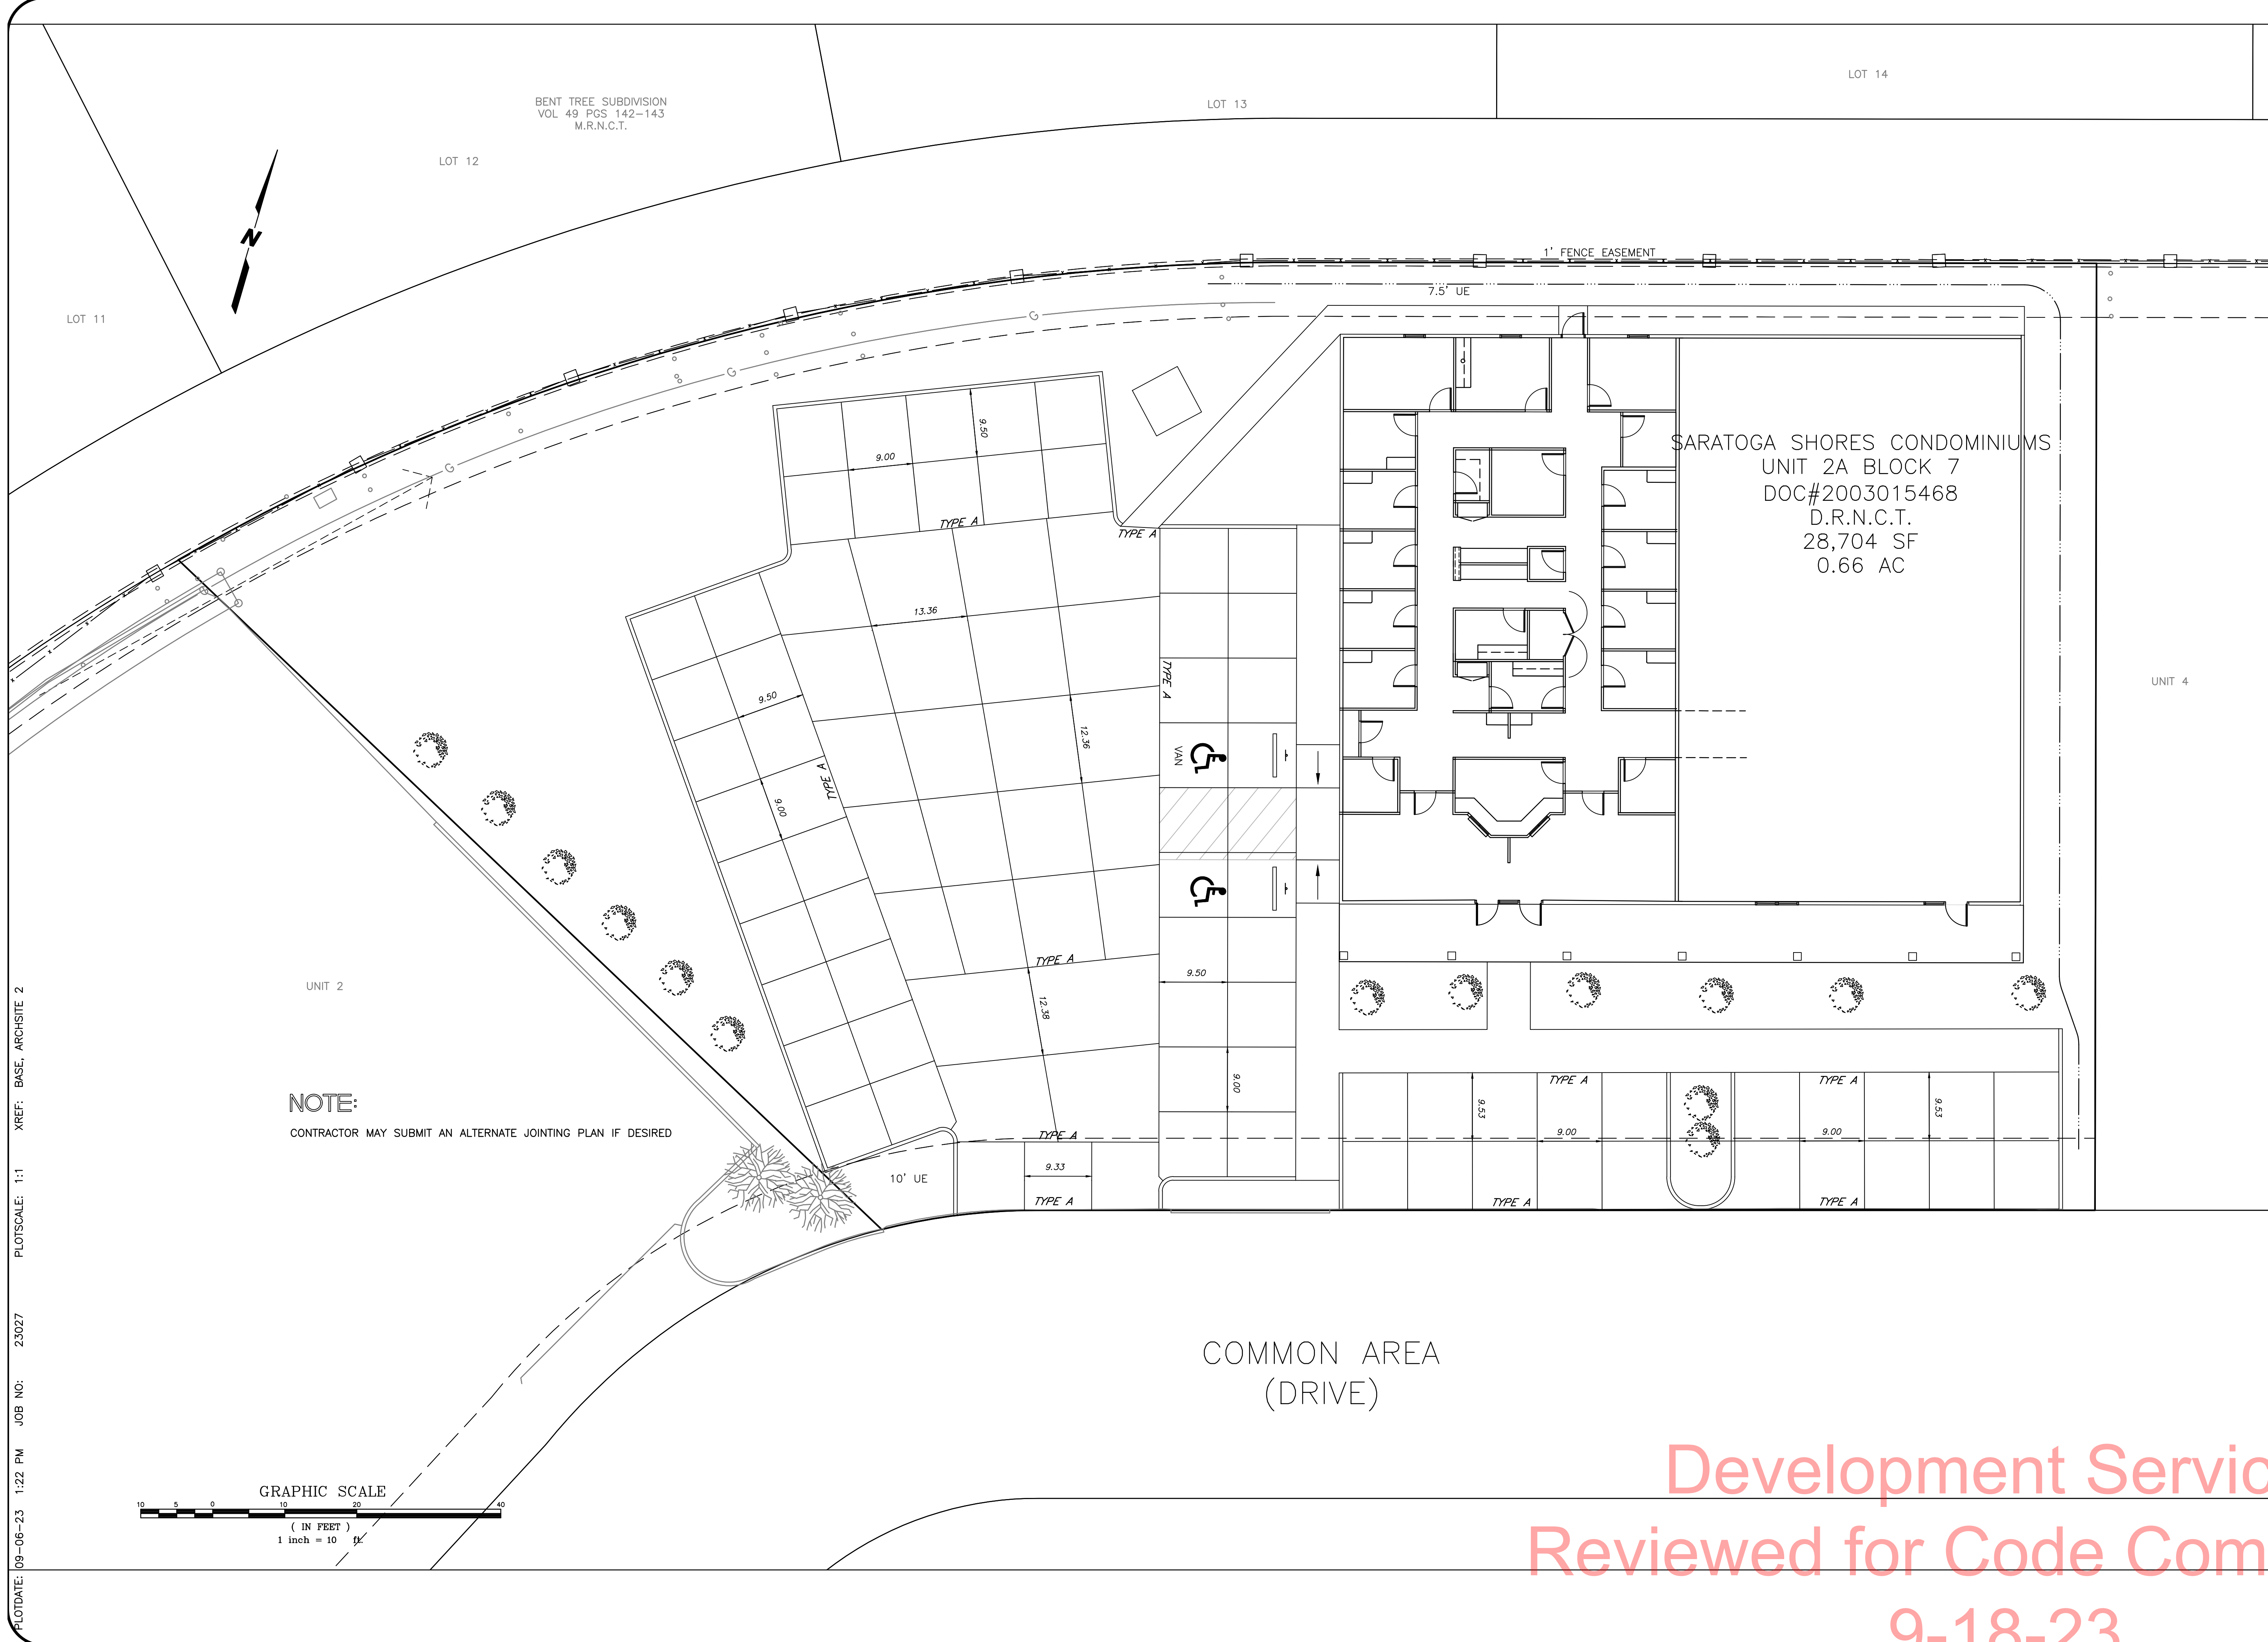 LOT 14
BENT TREE SUBDIVISION
VOL 49 PGS 142-143
M.R.N.C.T.
LOT 13
LOT 12
N
1' FENCE EASEMENT
7.5' UE
LOT 11
G
G
G
SARATOGA SHORES CONDOMINIUMS
UNIT 2A BLOCK 7
DOC#2003015468
D.R.N.C.T.
28,704 SF
0.66 AC
9.50
9.00
TYPE A
TYPE A
13.36
TYPE A
UNIT 4
9.50
12.36
VAN
TYPE A
9.00
TYPE A
9.50
UNIT 2
12.38
9.00
TYPE A
TYPE A
9.53
9.53
NOTE:
CONTRACTOR MAY SUBMIT AN ALTERNATE JOINTING PLAN IF DESIRED
TYPE A
9.00
9.00
9.33
10' UE
TYPE A
TYPE A
TYPE A
COMMON AREA
(DRIVE)
GRAPHIC SCALE
10 5 0 10 20 40
( IN FEET )
1 inch = 10 ft.
PLOTDATE: 09-06-23 1:22 PM JOB NO: 23027 PLOTSCALE: 1:1 XREF: BASE, ARCHSITE 2
Development Servic
Reviewed for Code Com
9-18-23